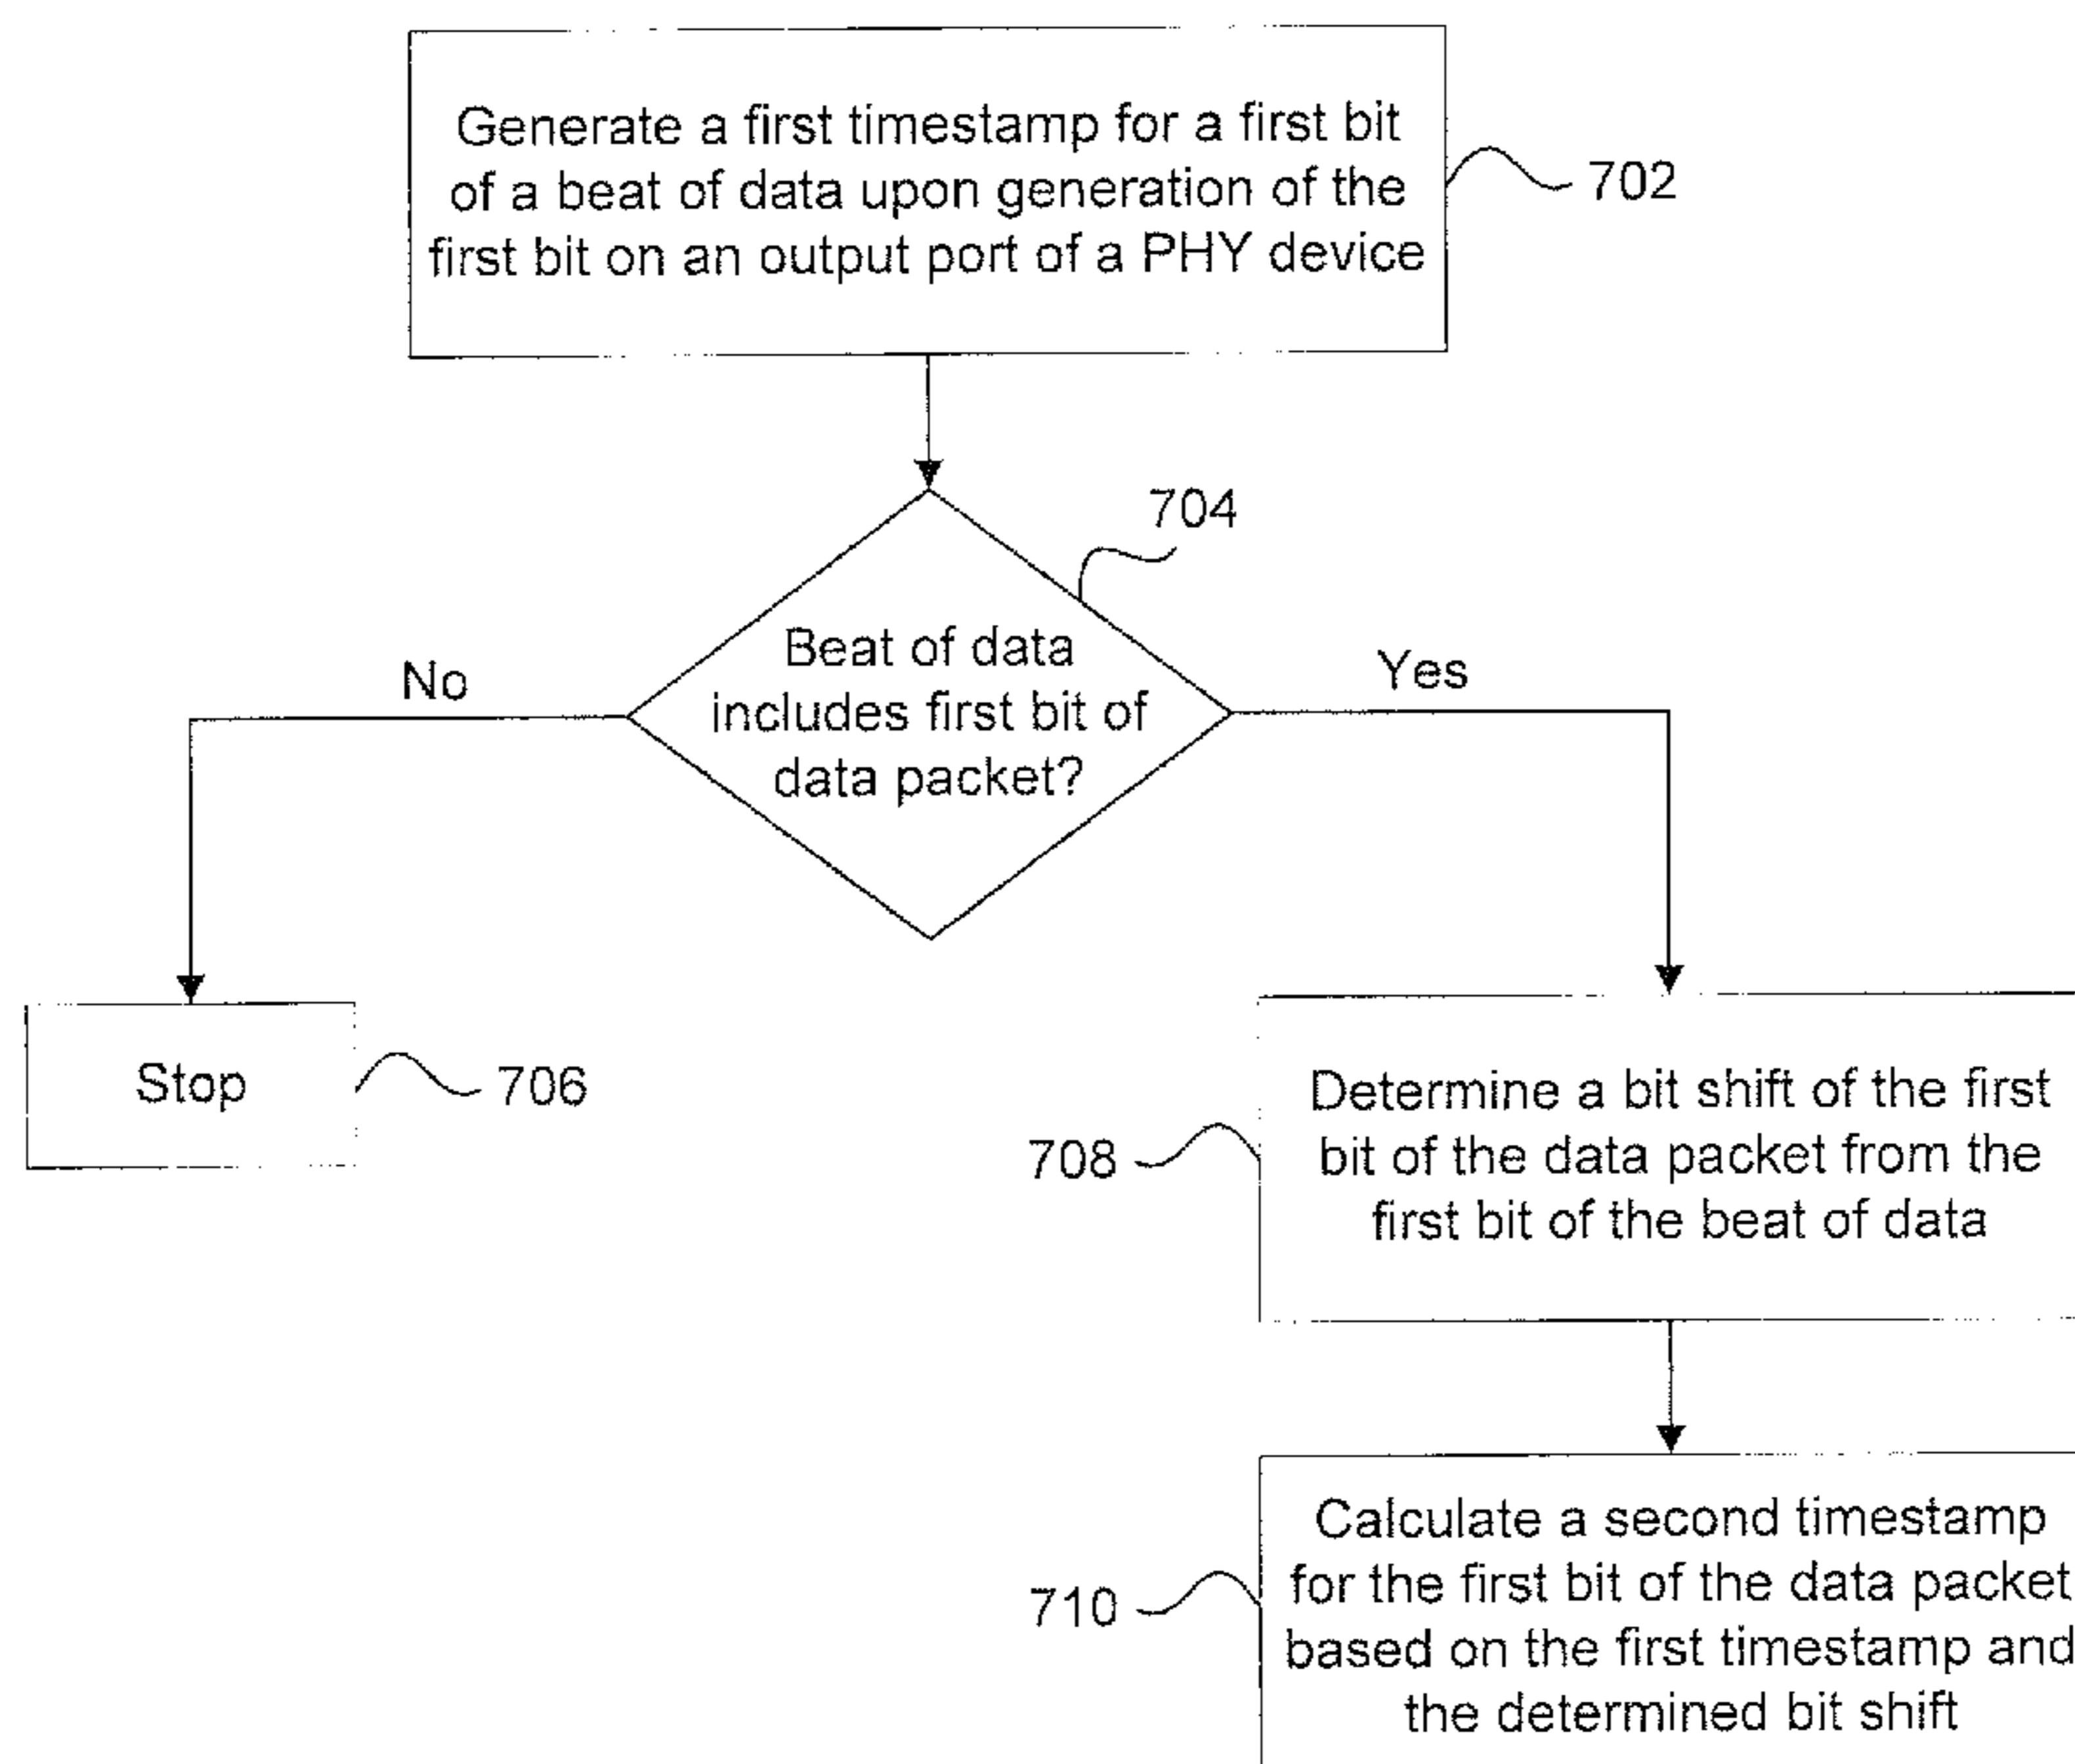 Generate a first timestamp for a first bit
of a beat of data upon generation of the
first bit on an output port of a PHY device
702
704
Beat of data
includes first bit of
data packet?
No
Yes
Stop
706
Determine a bit shift of the first
bit of the data packet from the
first bit of the beat of data
708
Calculate a second timestamp
for the first bit of the data packet
based on the first timestamp and
the determined bit shift
710